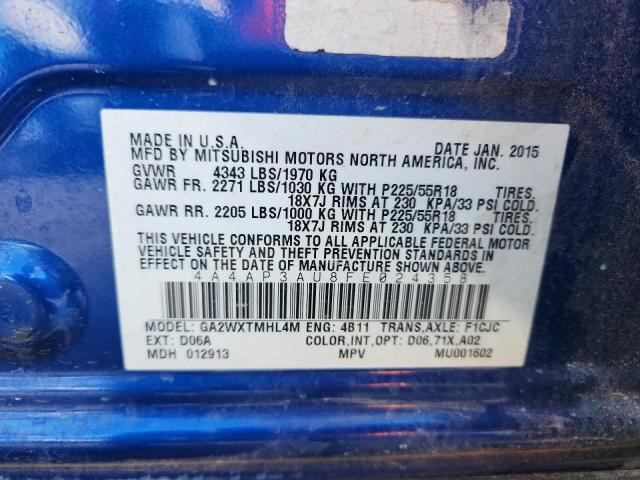 MADE IN U.S.A. DATE JAN. 2015
MFD BY MITSUBISHI MOTORS NORTH AMERICA, INC.
GVWR 4343 LBS/1970 KG
GAWR FR. 2271 LBS/1030 KG WITH P225/55R18 TIRES.
18X7J RIMS AT 230 KPA/33 PSI COLD.
GAWR RR. 2205 LBS/1000 KG WITH P225/55R18 TIRES.
18X7J RIMS AT 230 KPA/33 PSI COLD.
THIS VEHICLE CONFORMS TO ALL APPLICABLE FEDERAL MOTOR
VEHICLE SAFETY AND THEFT PREVENTION STANDARDS IN
EFFECT ON THE DATE OF MANUFACTURE SHOWN ABOVE.
4A4AP3AU8FE024358
MODEL: GA2WXTMHL4M ENG: 4B11 TRANS,AXLE: F1CJC
EXT: D06A COLOR,INT,OPT: D06,71X,A02
MDH 012913 MPV MU001602